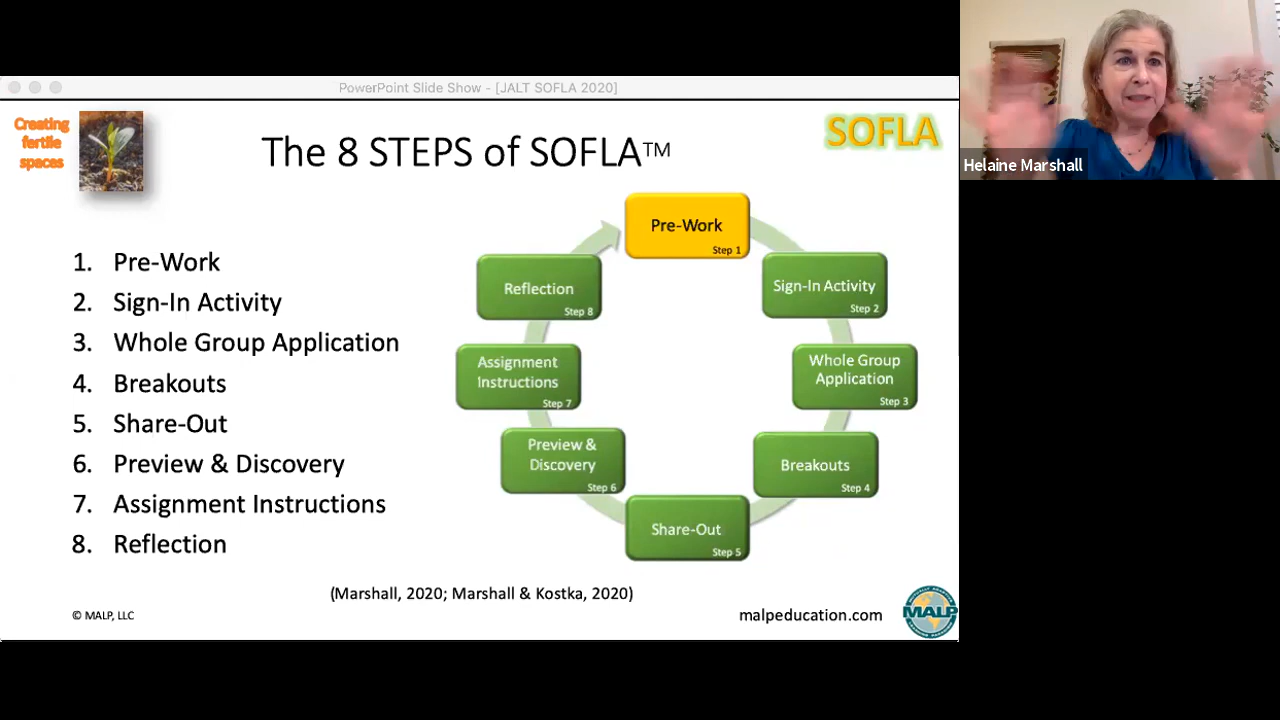 PowerPoint Slide Show - [JALT SOFLA 2020]
Creating
fertile
spaces
The 8 STEPS of SOFLA™
SOFLA
1. Pre-Work
2. Sign-In Activity
3. Whole Group Application
4. Breakouts
5. Share-Out
6. Preview & Discovery
7. Assignment Instructions
8. Reflection
Pre-Work
Step 1
Sign-In Activity
Step 2
Whole Group
Application
Step 3
Breakouts
Step 4
Share-Out
Step 5
Preview &
Discovery
Step 6
Assignment
Instructions
Step 7
Reflection
Step 8
(Marshall, 2020; Marshall & Kostka, 2020)
© MALP, LLC
malpeducation.com
MALP
Helaine Marshall